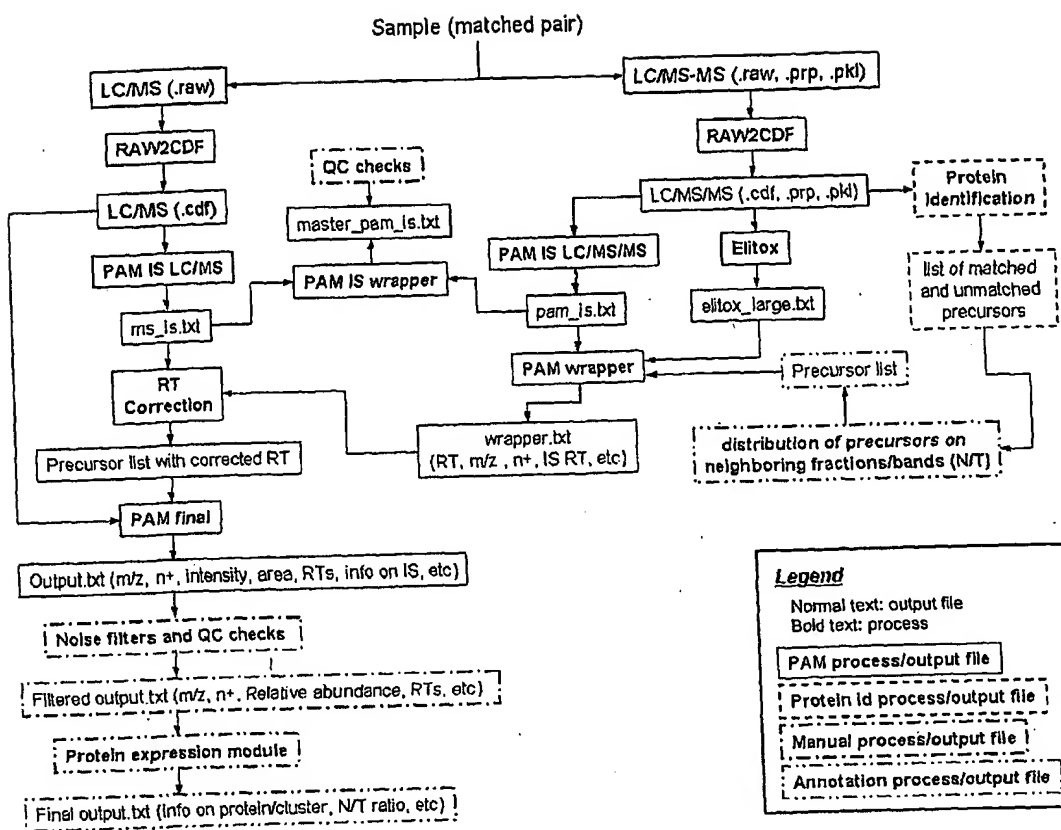 Sample (matched pair)
LC/MS (.raw)
LC/MS-MS (.raw, .prp, .pkl)
RAW2CDF
RAW2CDF
QC checks
LC/MS (.cdf)
LC/MS/MS (.cdf, .prp, .pkl)
Protein
identification
master_pam_is.txt
PAM IS LC/MS
PAM IS LC/MS/MS
Elitox
PAM IS wrapper
list of matched
and unmatched
precursors
ms_is.txt
pam_is.txt
elitox_large.txt
RT
Correction
PAM wrapper
Precursor list
wrapper.txt
(RT, m/z , n+, IS RT, etc)
distribution of precursors on
neighboring fractions/bands (N/T)
Precursor list with corrected RT
PAM final
Output.txt (m/z, n+, intensity, area, RTs, info on IS, etc)
Noise filters and QC checks
Filtered output.txt (m/z, n+, Relative abundance, RTs, etc)
Protein expression module
Final output.txt (info on protein/cluster, N/T ratio, etc)
Legend
Normal text: output file
Bold text: process
PAM process/output file
Protein id process/output file
Manual process/output file
Annotation process/output file